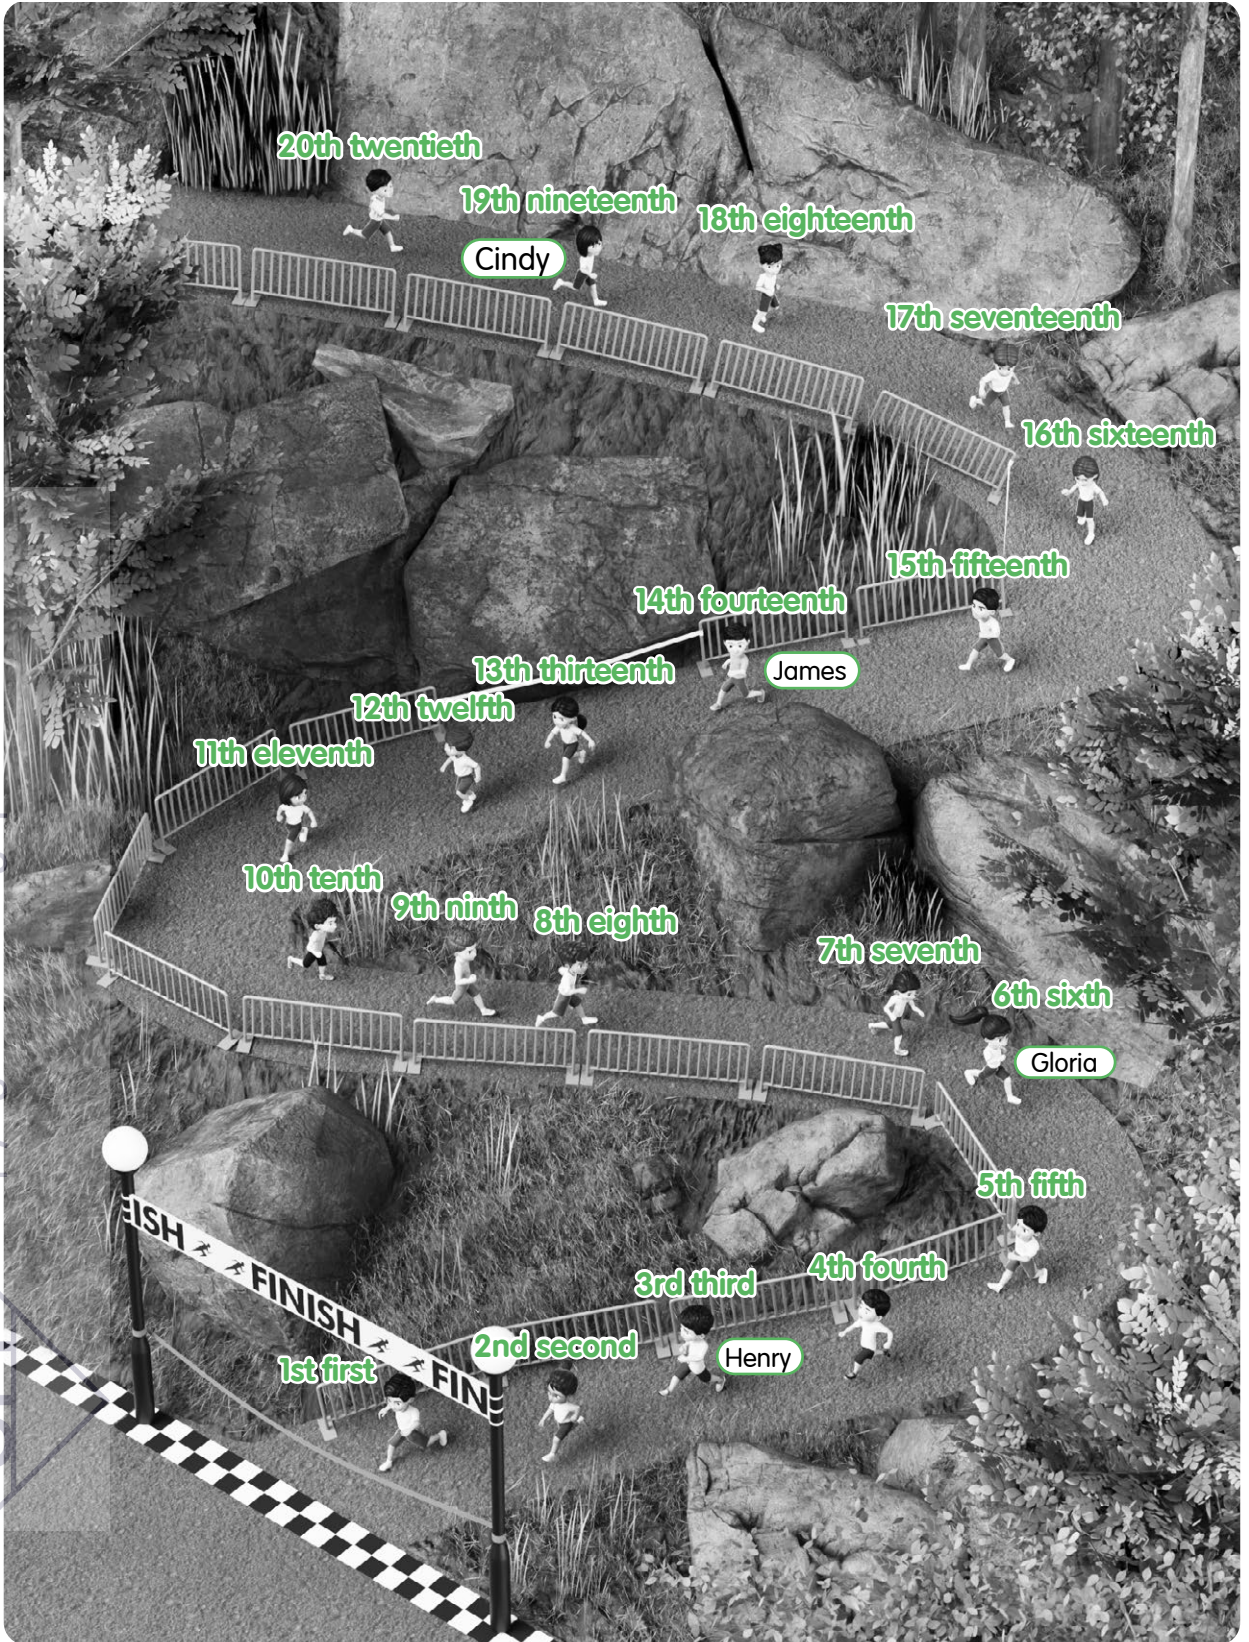 20th twentieth
19th nineteenth
18th eighteenth
Cindy
17th seventeenth
16th sixteenth
15th fifteenth
14th fourteenth
James
13th thirteenth
12th twelfth
11th eleventh
10th tenth
9th ninth
8th eighth
7th seventh
6th sixth
Gloria
5th fifth
4th fourth
3rd third
Henry
2nd second
1st first
ISH FINISH FIN